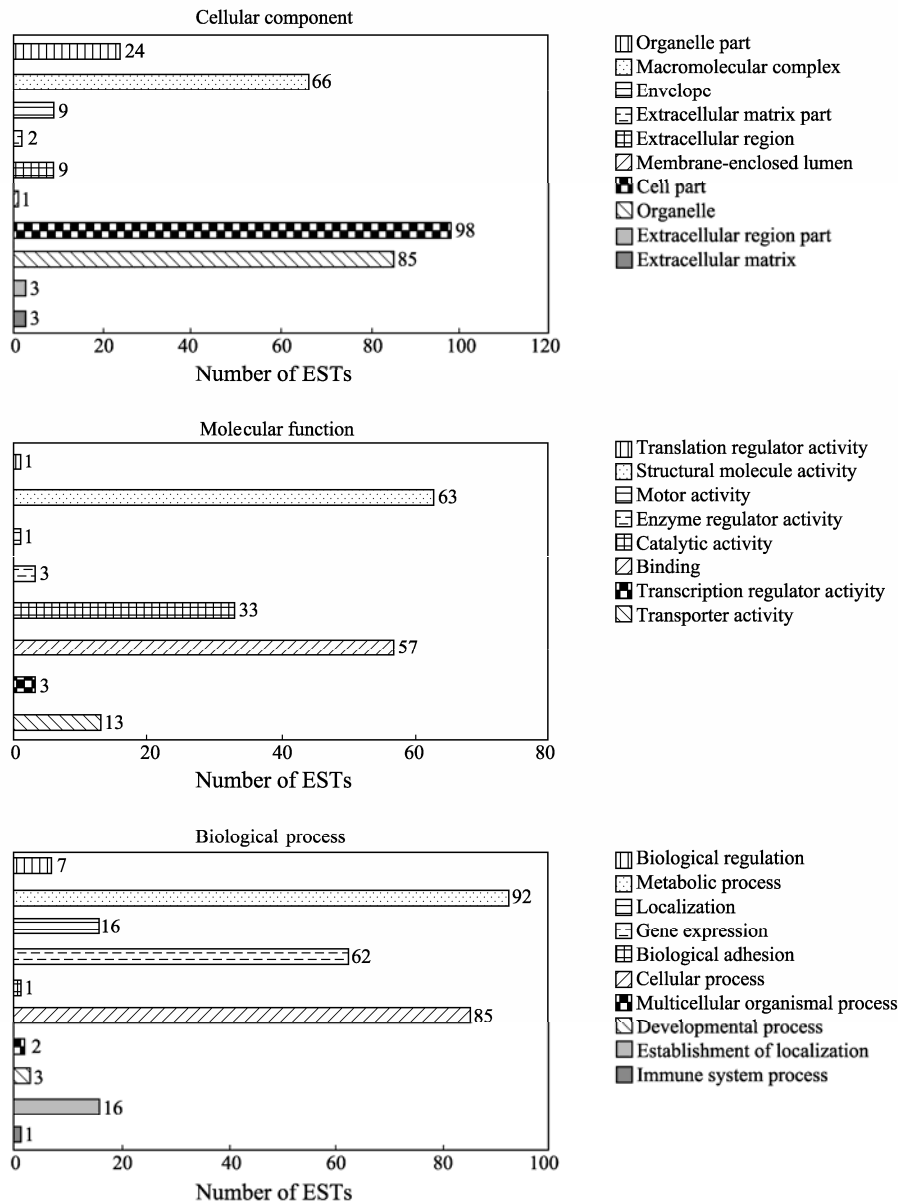 Cellular component
24
66
9
2
9
1
98
85
3
3
0 20 40 60 80 100 120
Number of ESTs
Organelle part
Macromolecular complex
Envelope
Extracellular matrix part
Extracellular region
Membrane-enclosed lumen
Cell part
Organelle
Extracellular region part
Extracellular matrix
Molecular function
1
63
1
3
33
57
3
13
0 20 40 60 80
Number of ESTs
Translation regulator activity
Structural molecule activity
Motor activity
Enzyme regulator activity
Catalytic activity
Binding
Transcription regulator actiyity
Transporter activity
Biological process
7
92
16
62
1
85
2
3
16
1
0 20 40 60 80 100
Number of ESTs
Biological regulation
Metabolic process
Localization
Gene expression
Biological adhesion
Cellular process
Multicellular organismal process
Developmental process
Establishment of localization
Immune system process